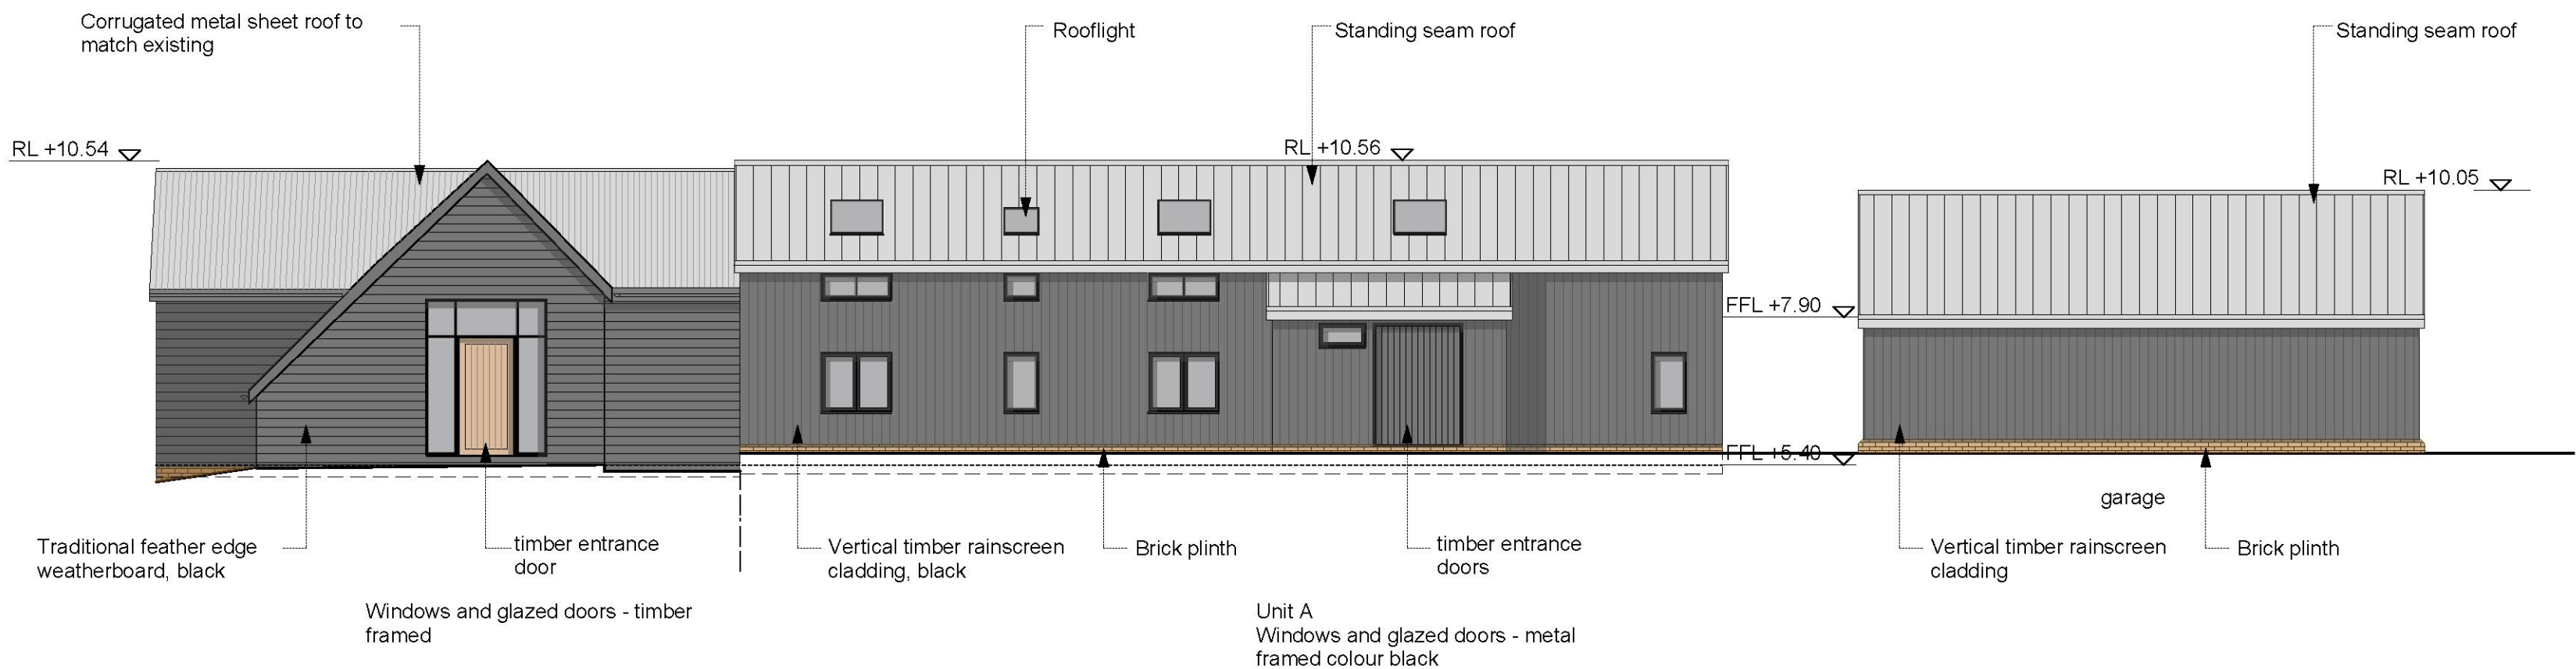 Corrugated metal sheet roof to
match existing
Rooflight
Standing seam roof
Standing seam roof
RL +10.54
RL +10.56
RL +10.05
FFL +7.90
FFL +5.40
garage
Traditional feather edge
weatherboard, black
timber entrance
door
Vertical timber rainscreen
cladding, black
Brick plinth
timber entrance
doors
Vertical timber rainscreen
cladding
Brick plinth
Windows and glazed doors - timber
framed
Unit A
Windows and glazed doors - metal
framed colour black